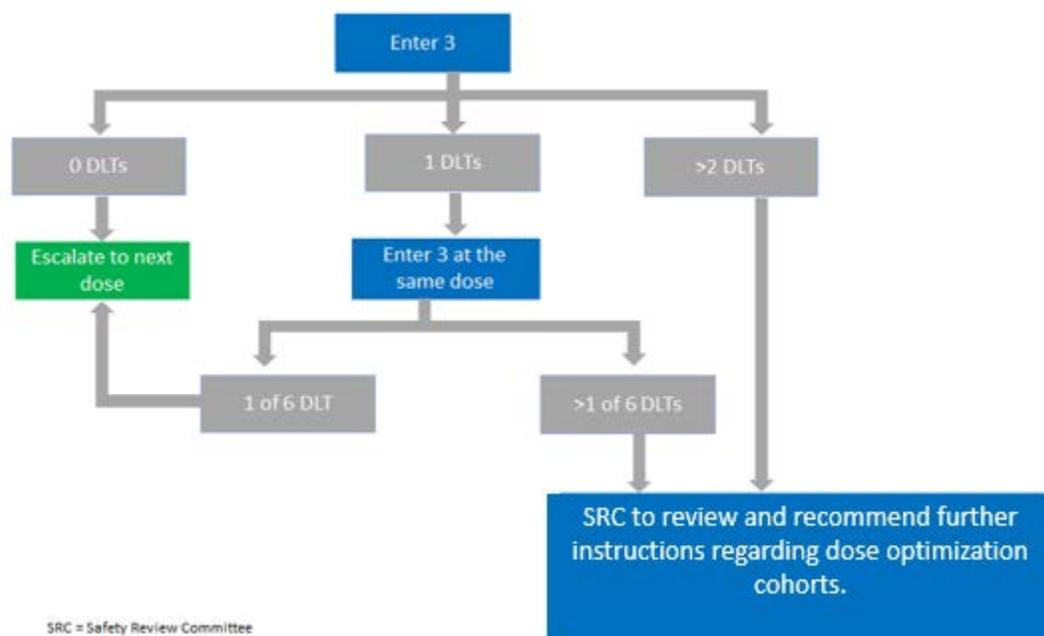 Enter 3
0 DLTs
1 DLTs
>2 DLTs
Escalate to next
dose
Enter 3 at the
same dose
1 of 6 DLT
>1 of 6 DLTs
SRC to review and recommend further
instructions regarding dose optimization
cohorts.
SRC = Safety Review Committee